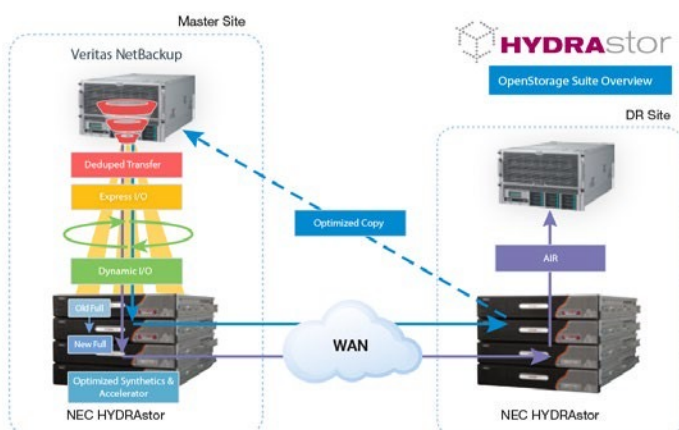 Master Site
Veritas NetBackup
HYDRAstor
OpenStorage Suite Overview
DR Site
Deduped Transfer
Express I/O
Optimized Copy
Dynamic I/O
AIR
Old Full
New Full
WAN
Optimized Synthetics &
Accelerator
NEC HYDRAstor
NEC HYDRAstor